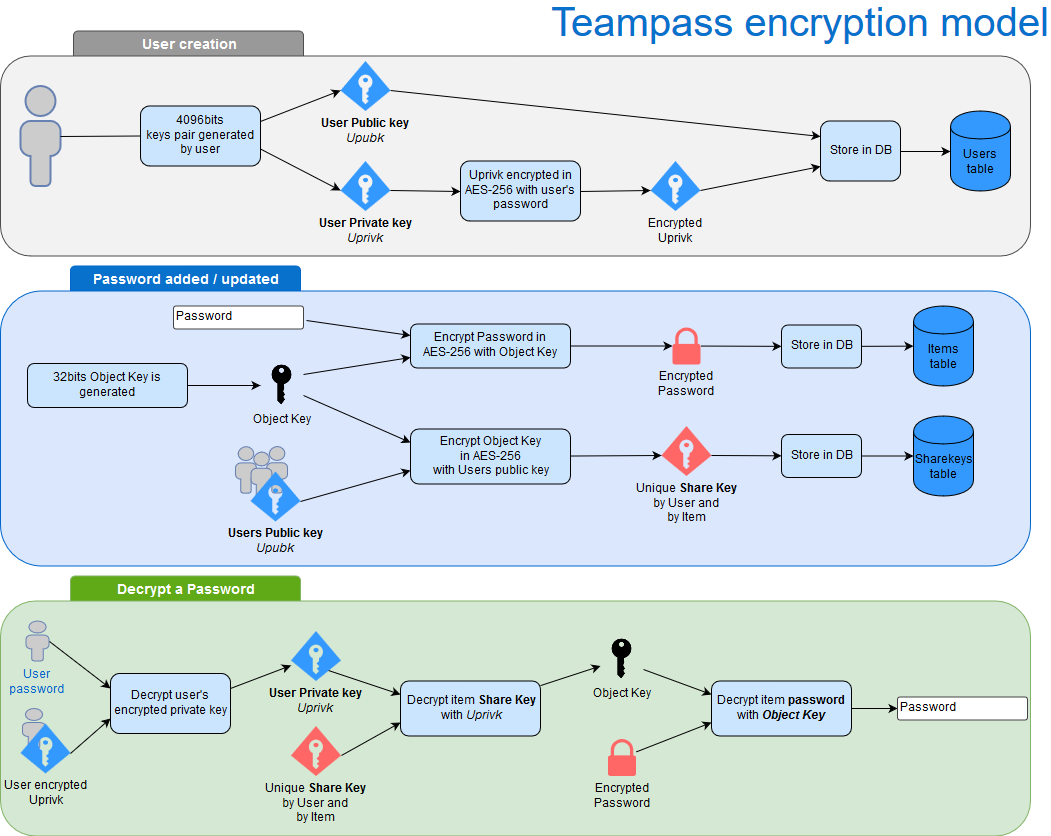 Teampass encryption model
User creation
4096bits
keys pair generated
by user
User Public key
Upubk
User Private key
Uprivk
Uprivk encrypted in
AES-256 with user's
password
Encrypted
Uprivk
Store in DB
Users
table
Password added / updated
Password
32bits Object Key is
generated
Object Key
Users Public key
Upubk
Encrypt Password in
AES-256 with Object Key
Encrypt Object Key
in AES-256
with Users public key
Encrypted
Password
Unique Share Key
by User and
by Item
Store in DB
Store in DB
Items
table
Sharekeys
table
Decrypt a Password
User
password
User encrypted
Uprivk
Decrypt user's
encrypted private key
User Private key
Uprivk
Unique Share Key
by User and
by Item
Decrypt item Share Key
with Uprivk
Object Key
Encrypted
Password
Decrypt item password
with Object Key
Password